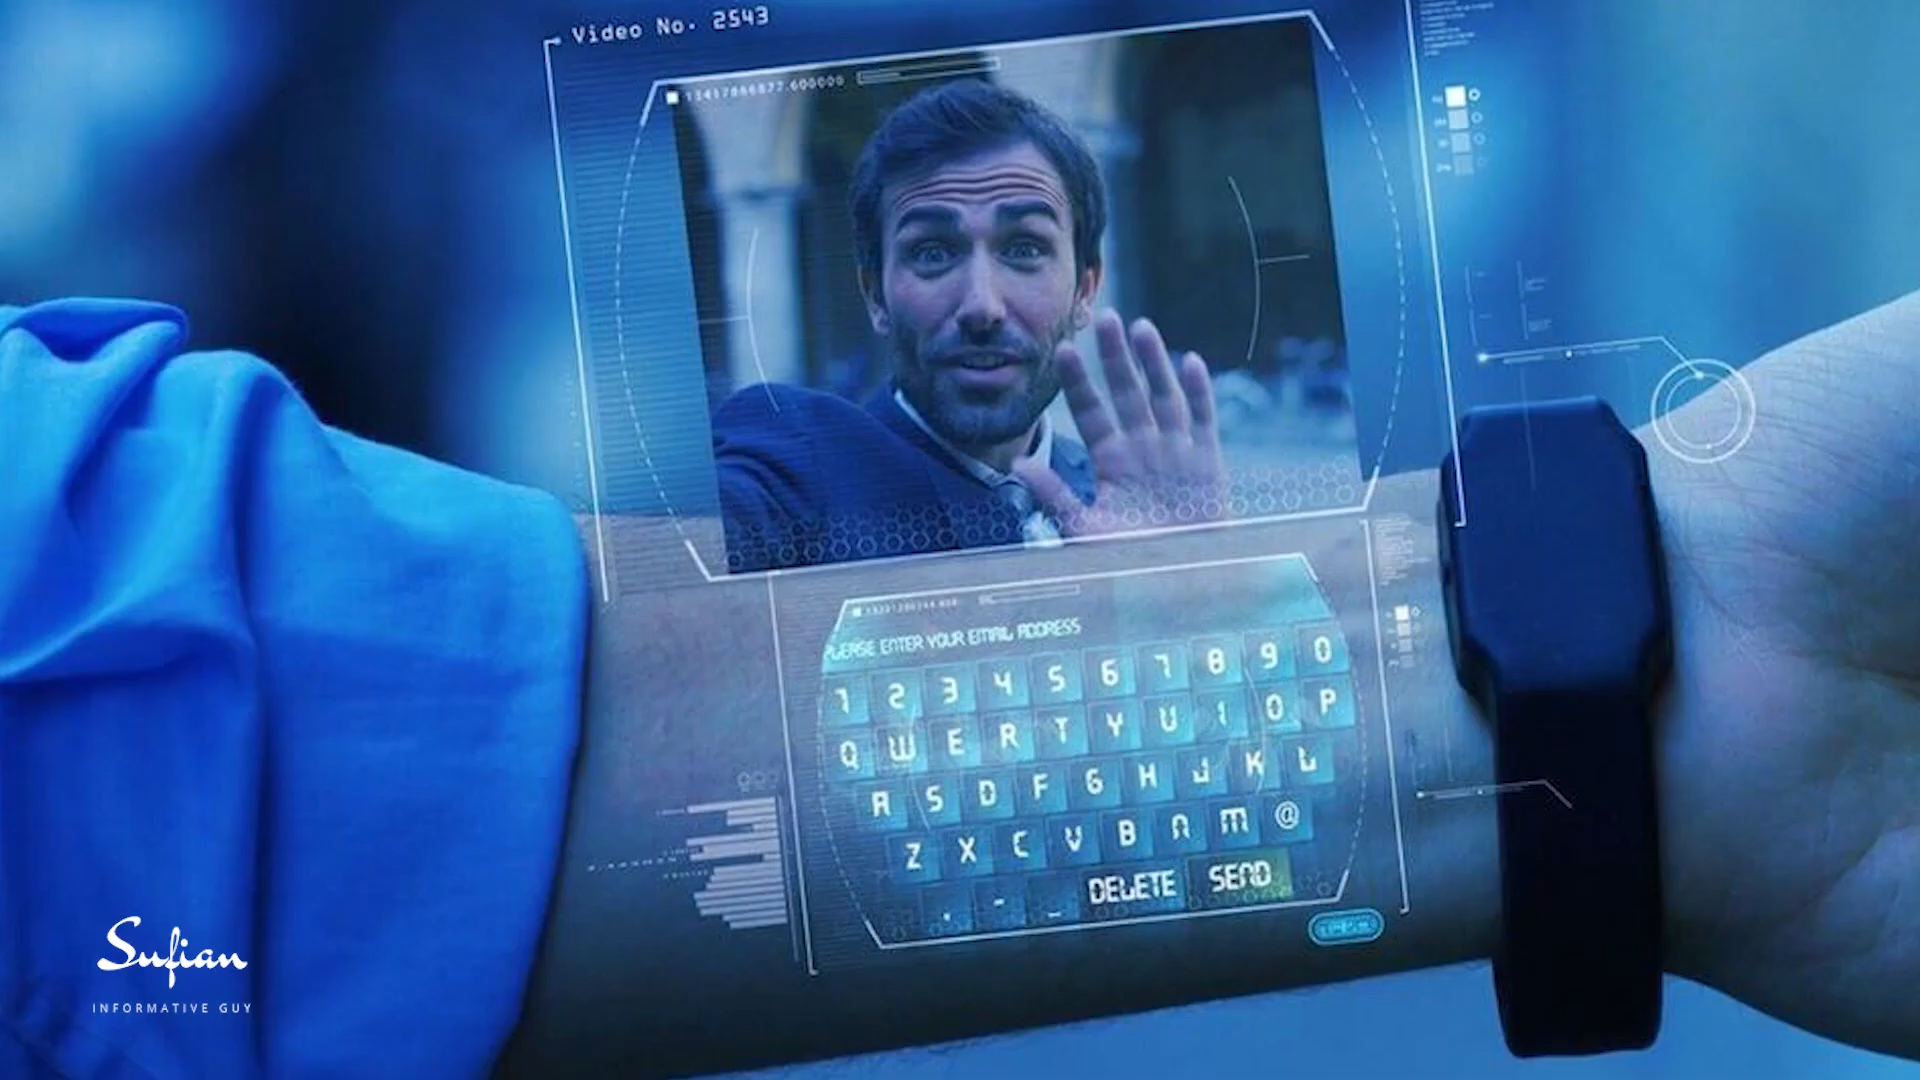 Video No. 2543
PLEASE ENTER YOUR EMAIL ADDRESS
1 2 3 4 5 6 7 8 9 0
Q W E R T Y U I O P
A S D F G H J K L
Z X C V B N M @
. - _ DELETE SEND
Sufian
INFORMATIVE GUY